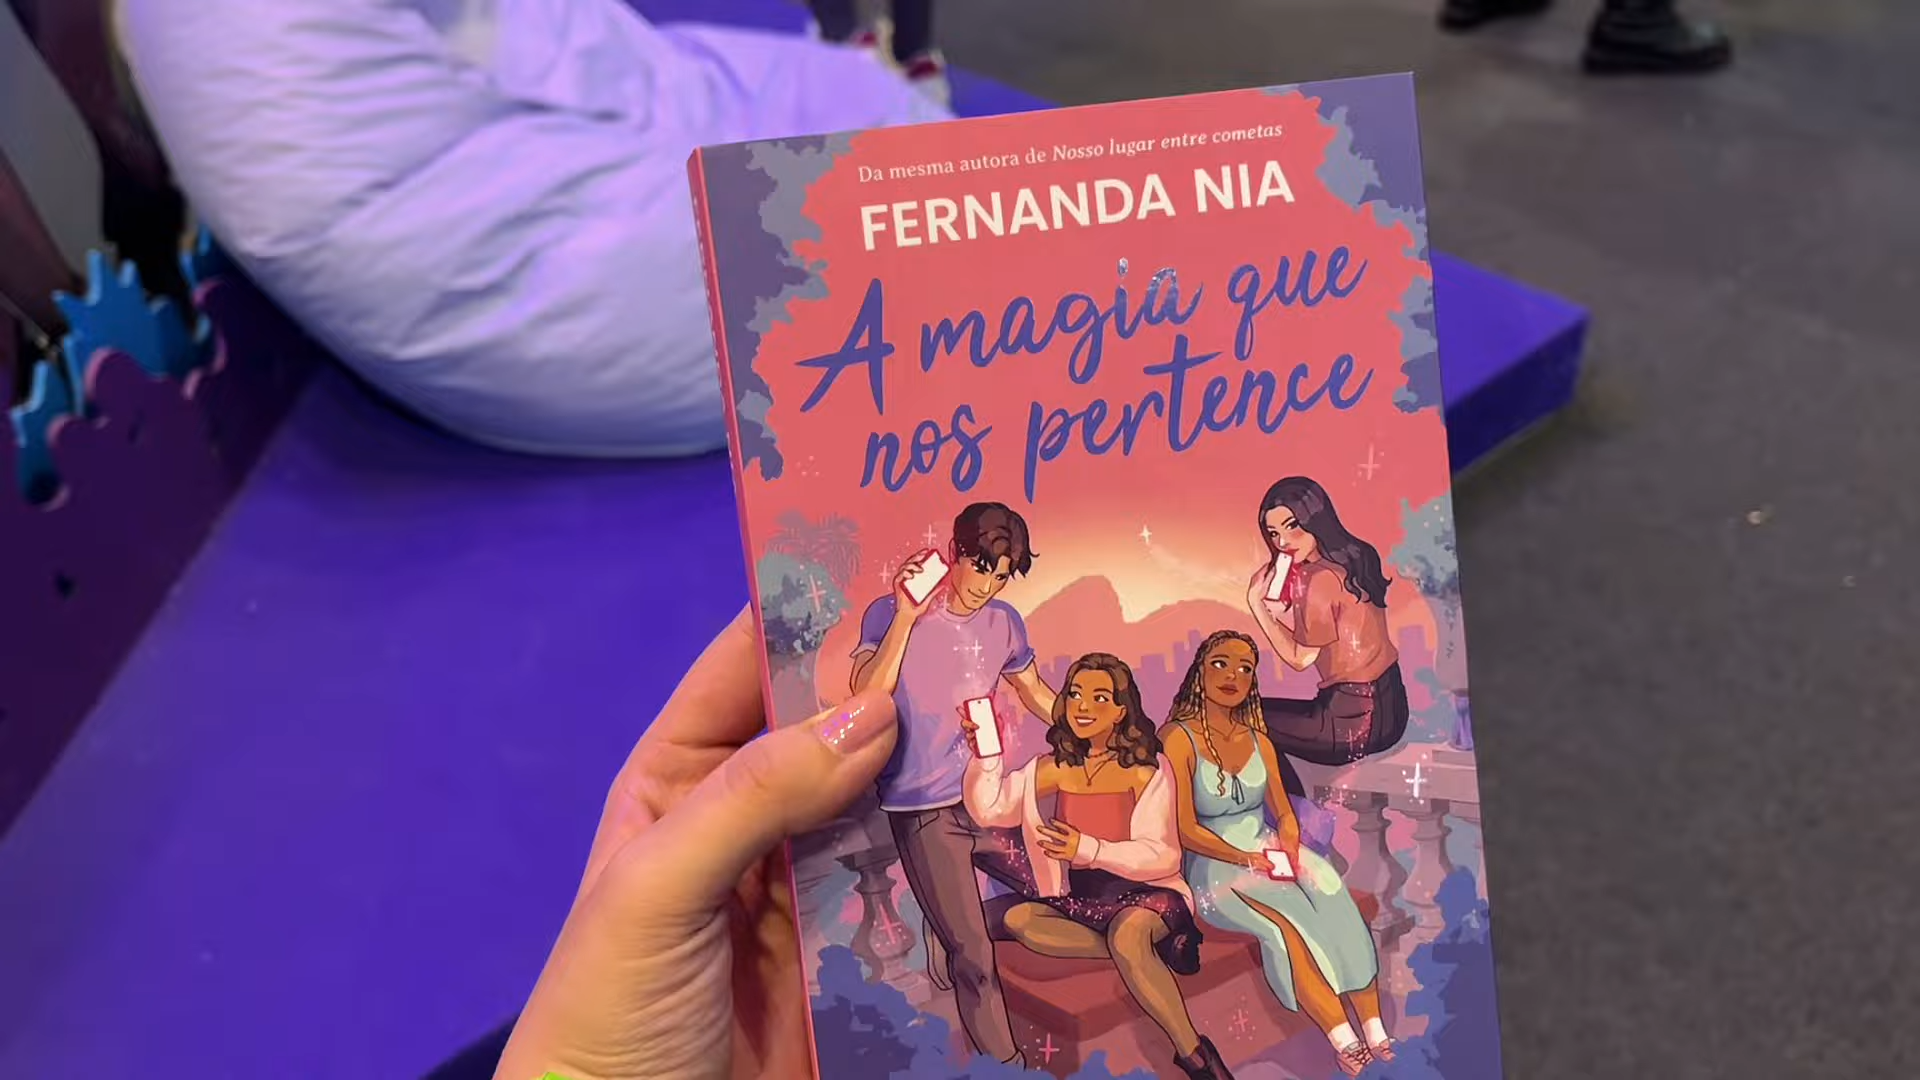 Da mesma autora de Nosso lugar entre cometas
FERNANDA NIA
A magia que
nos pertence